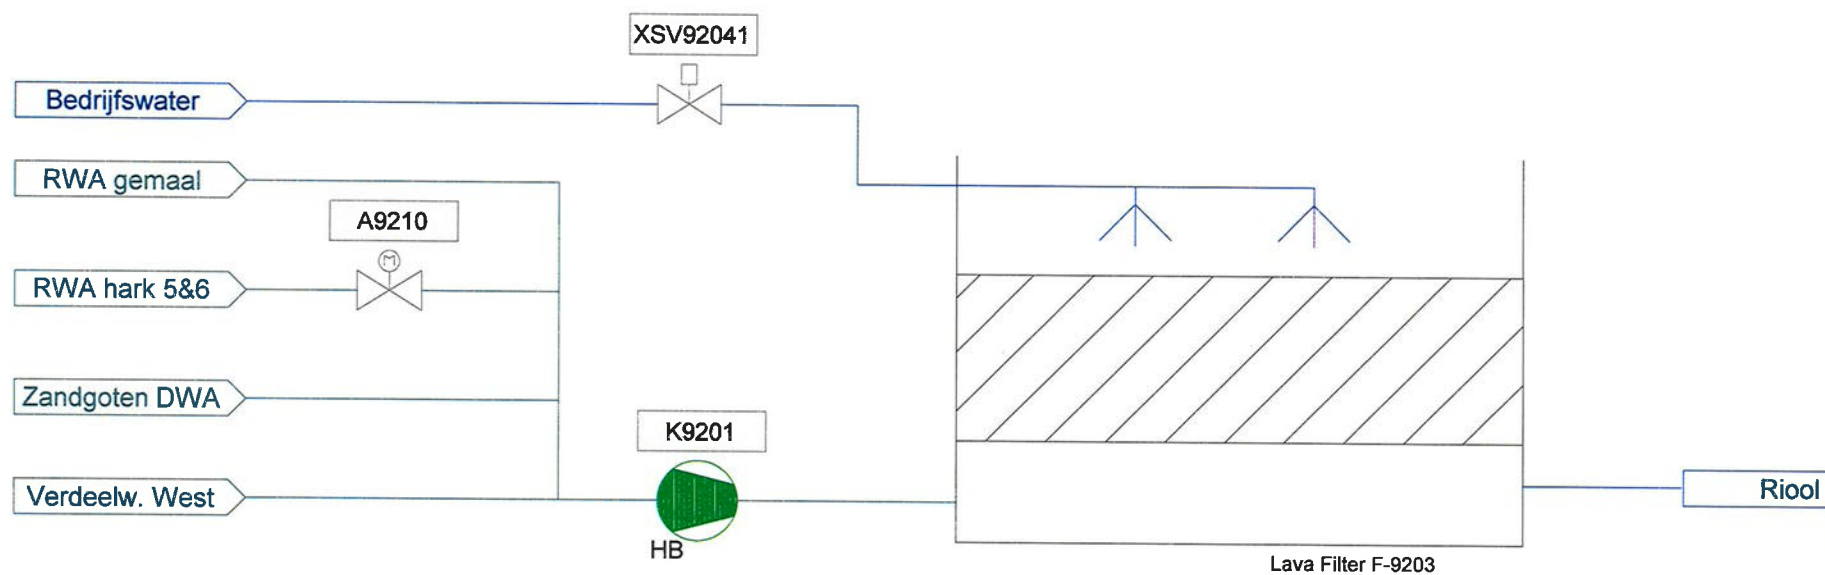 XSV92041
Bedrijfswater
RWA gemaal
A9210
M
RWA hark 5&6
Zandgoten DWA
K9201
Verdeelw. West
HB
Riool
Lava Filter F-9203